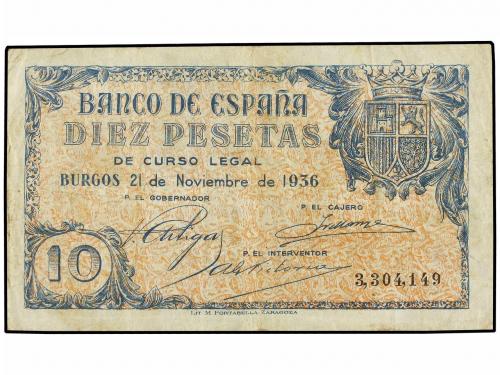 BANCO DE ESPAÑA
DIEZ PESETAS
DE CURSO LEGAL
BURGOS 21 de Noviembre de 1936
P. EL GOBERNADOR
P. EL CAJERO
P. EL INTERVENTOR
10
3,304,149
LIT M PORTABELLA ZARAGOZA